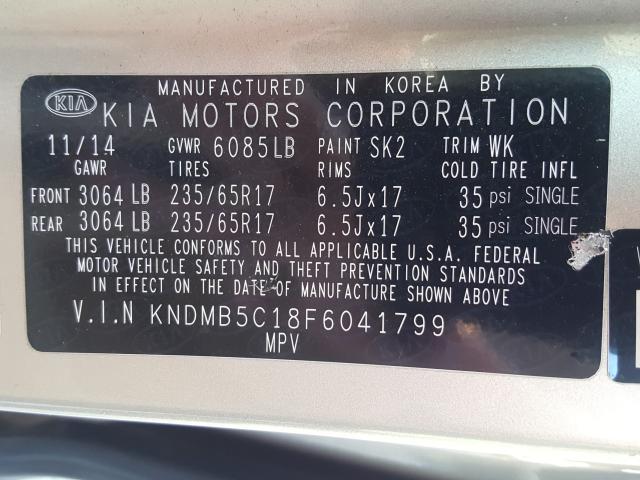 MANUFACTURED IN KOREA BY
KIA KIA MOTORS CORPORATION
11/14 GVWR 6085LB PAINT SK2 TRIM WK
GAWR TIRES RIMS COLD TIRE INFL
FRONT 3064 LB 235/65R17 6.5Jx17 35 psi SINGLE
REAR 3064 LB 235/65R17 6.5Jx17 35 psi SINGLE
THIS VEHICLE CONFORMS TO ALL APPLICABLE U.S.A. FEDERAL
MOTOR VEHICLE SAFETY AND THEFT PREVENTION STANDARDS
IN EFFECT ON THE DATE OF MANUFACTURE SHOWN ABOVE
V.I.N KNDMB5C18F6041799
MPV